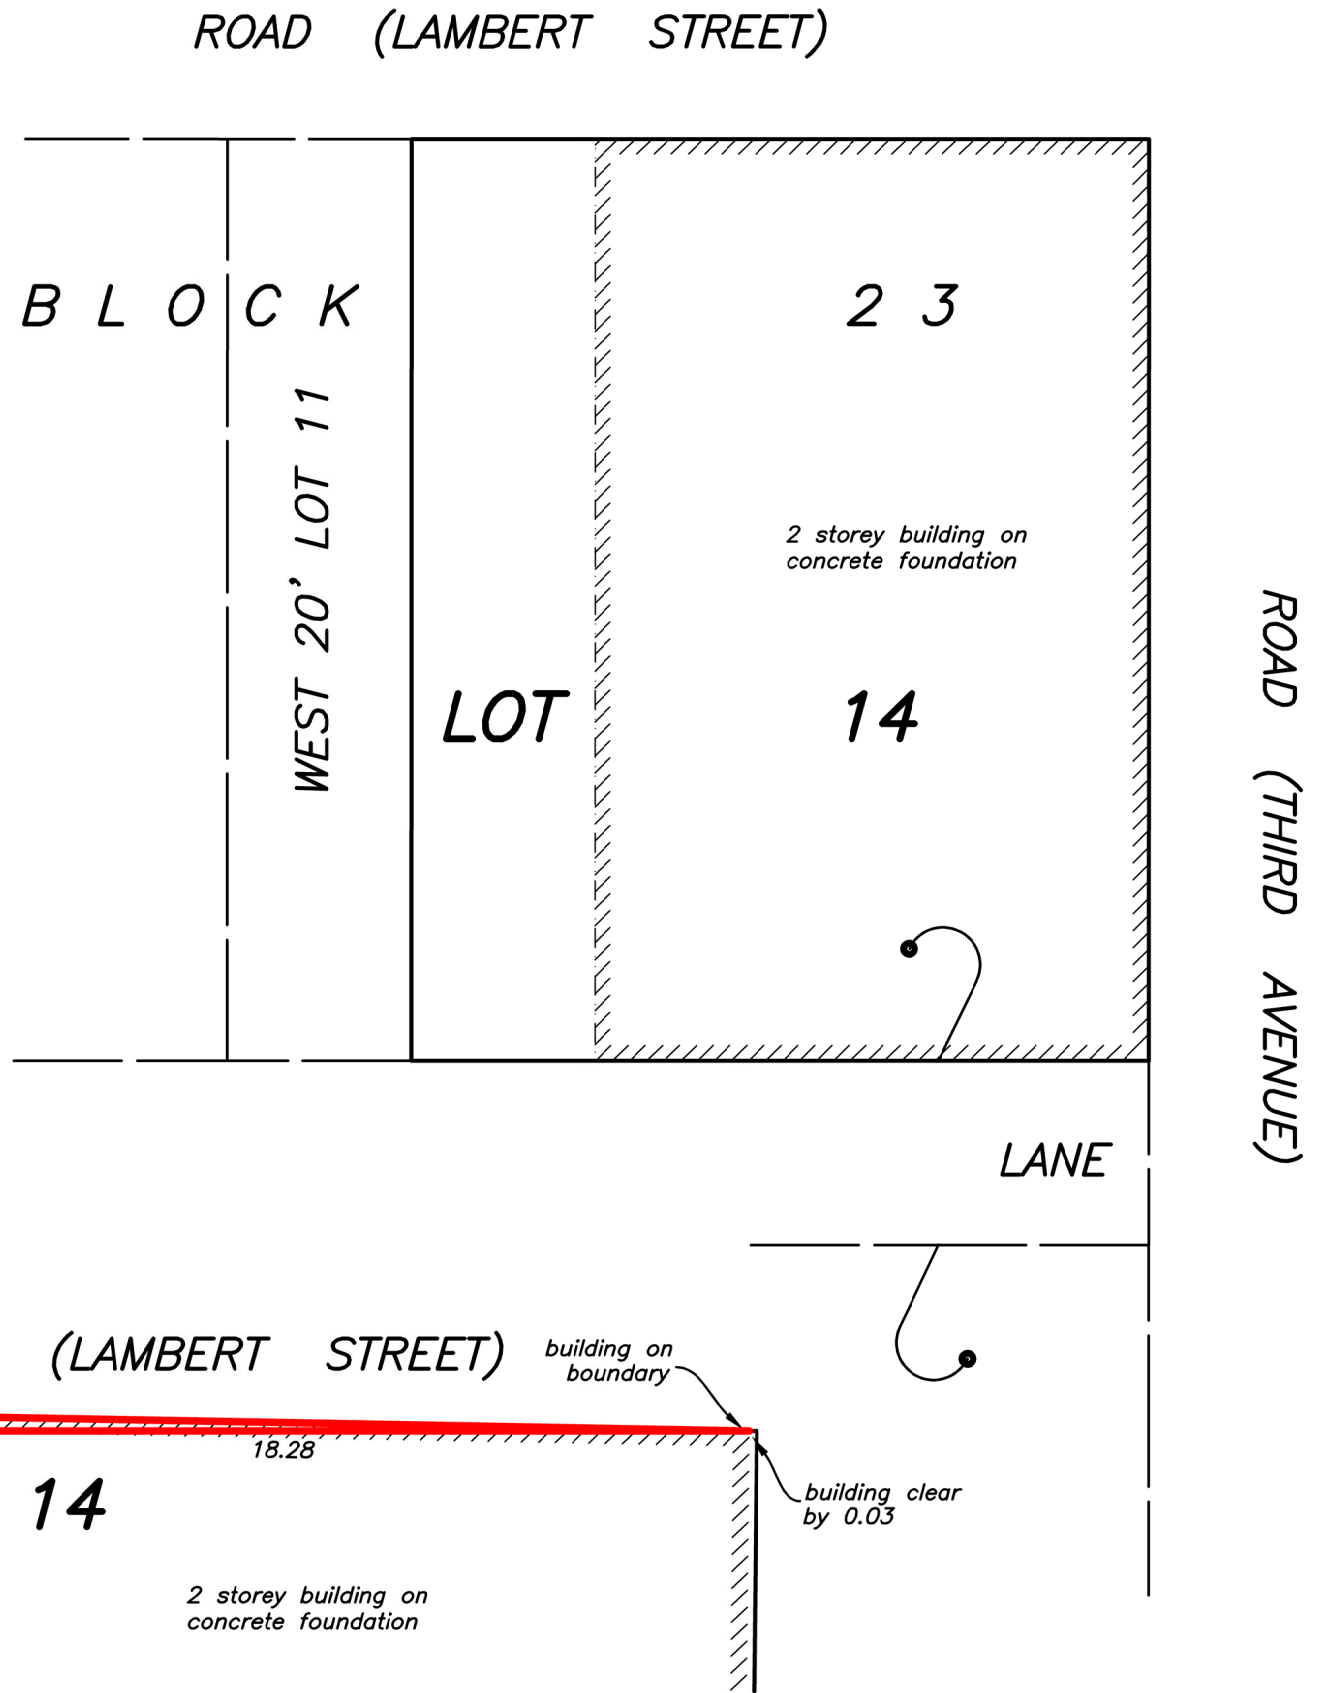 ROAD (LAMBERT STREET)
BLOCK 23
WEST 20' LOT 11
2 storey building on
concrete foundation
LOT 14
ROAD (THIRD AVENUE)
LANE
(LAMBERT STREET)
building on
boundary
18.28
14
building clear
by 0.03
2 storey building on
concrete foundation